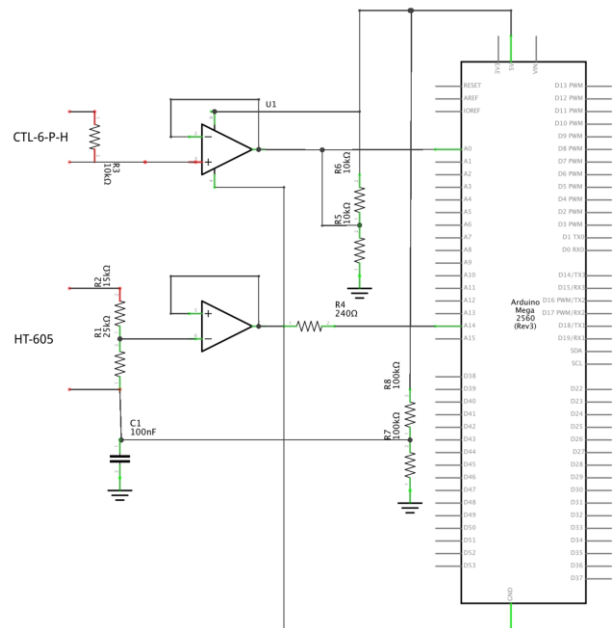 U1
CTL-6-P-H
R3
10kΩ
R6
10kΩ
R5
10kΩ
R2
15kΩ
R1
25kΩ
HT-605
R4
240Ω
R8
100kΩ
R7
100kΩ
C1
100nF
3V3
5V
VIN
RESET
AREF
IOREF
A0
A1
A2
A3
A4
A5
A6
A7
A8
A9
A10
A11
A12
A13
A14
A15
D38
D39
D40
D41
D42
D43
D44
D45
D46
D47
D48
D49
D50
D51
D52
D53
Arduino
Mega
2560
(Rev3)
D13 PWM
D12 PWM
D11 PWM
D10 PWM
D9 PWM
D8 PWM
D7 PWM
D6 PWM
D5 PWM
D4 PWM
D3 PWM
D2 PWM
D1 TX0
D0 RX0
D14/TX3
D15/RX3
D16 PWM/TX2
D17 PWM/RX2
D18/TX1
D19/RX1
SDA
SCL
D22
D23
D24
D25
D26
D27
D28
D29
D30
D31
D32
D33
D34
D35
D36
D37
GND